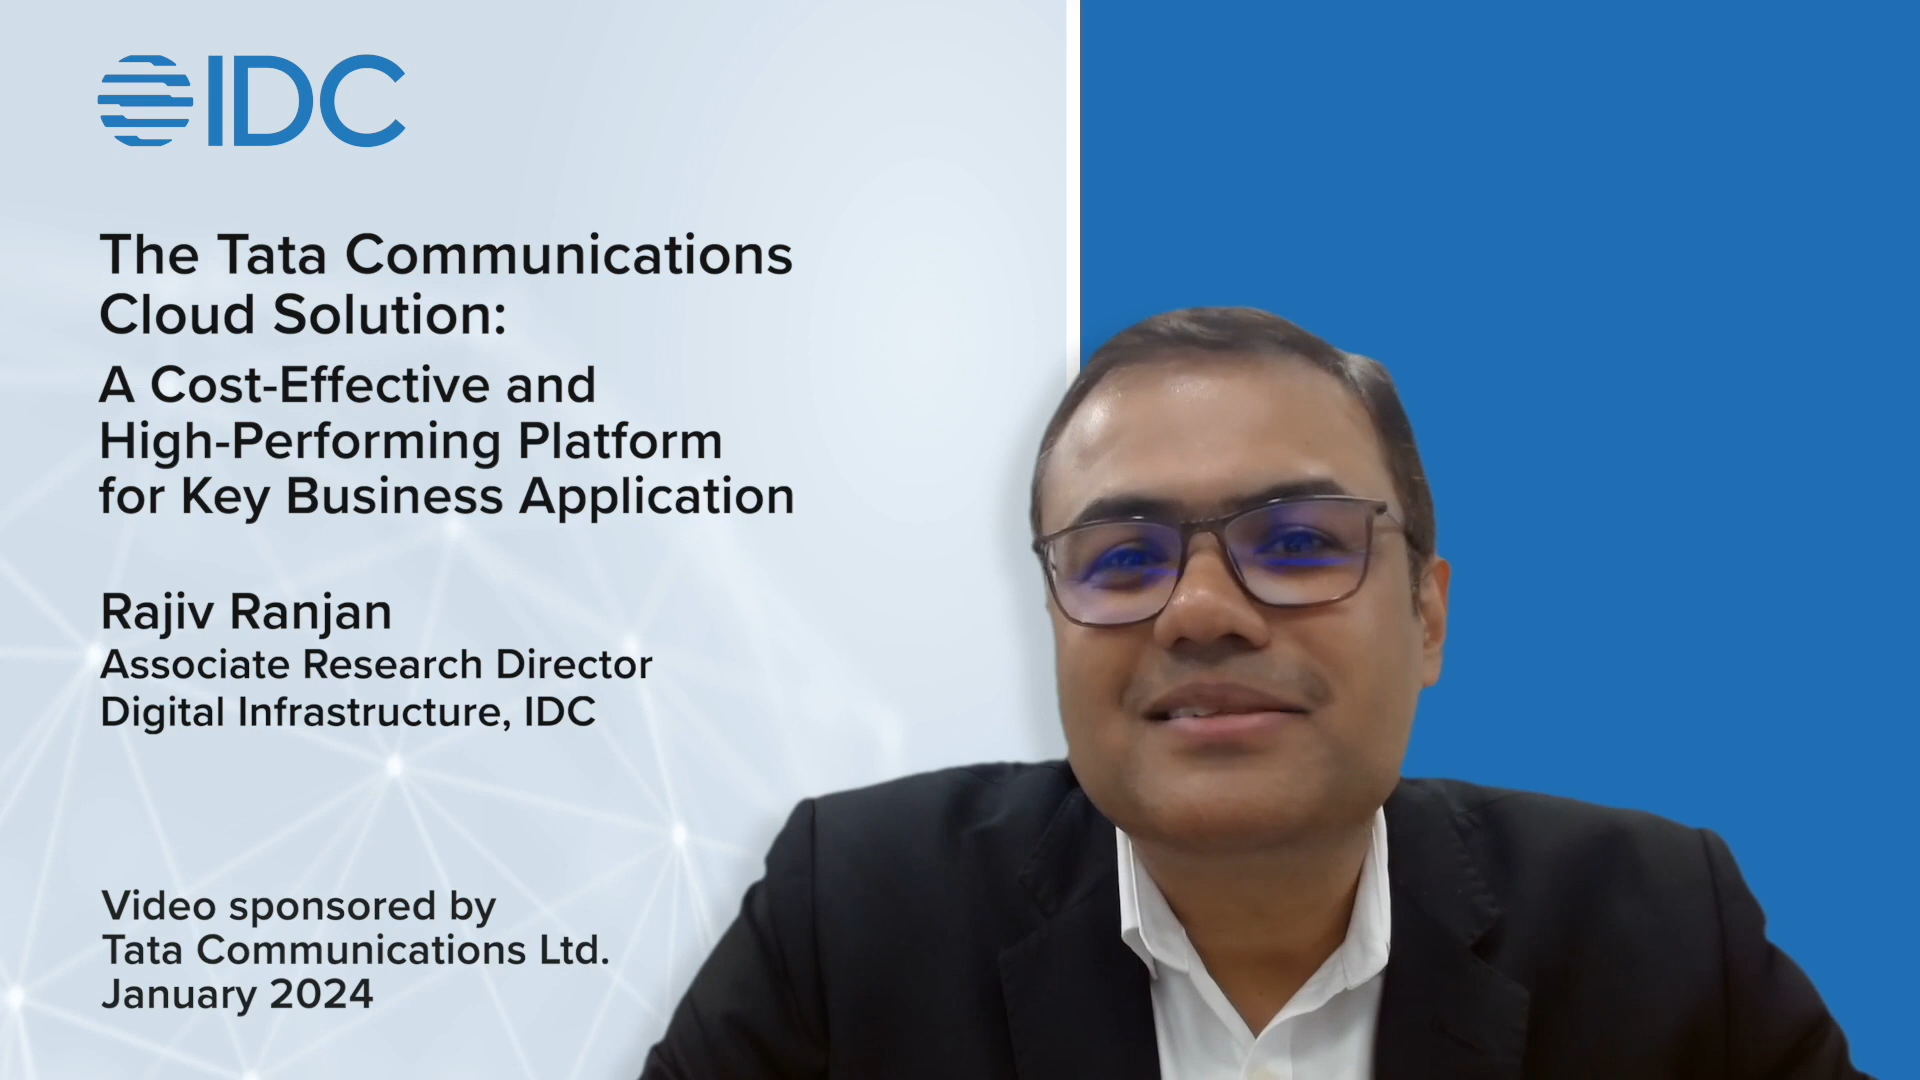 IDC
The Tata Communications
Cloud Solution:
A Cost-Effective and
High-Performing Platform
for Key Business Application
Rajiv Ranjan
Associate Research Director
Digital Infrastructure, IDC
Video sponsored by
Tata Communications Ltd.
January 2024